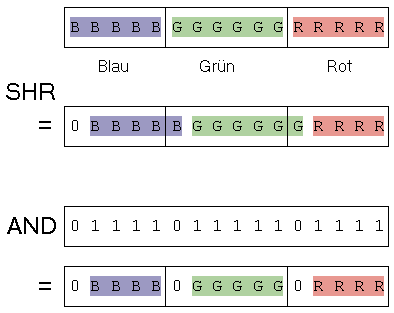 B B B B B G G G G G G R R R R R
Blau Grün Rot
SHR
= 0 B B B B B G G G G G G R R R R
AND 0 1 1 1 1 0 1 1 1 1 1 0 1 1 1 1
= 0 B B B B 0 G G G G G 0 R R R R